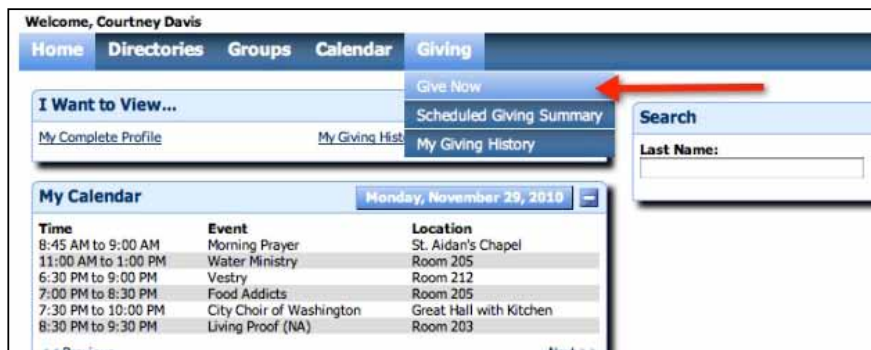 Welcome, Courtney Davis
Home Directories Groups Calendar Giving
Give Now
Scheduled Giving Summary
My Giving History
I Want to View...
My Complete Profile My Giving Hist
Search
Last Name:
My Calendar Monday, November 29, 2010
Time Event Location
8:45 AM to 9:00 AM Morning Prayer St. Aidan's Chapel
11:00 AM to 1:00 PM Water Ministry Room 205
6:30 PM to 9:00 PM Vestry Room 212
7:00 PM to 8:30 PM Food Addicts Room 205
7:30 PM to 10:00 PM City Choir of Washington Great Hall with Kitchen
8:30 PM to 9:30 PM Living Proof (NA) Room 203